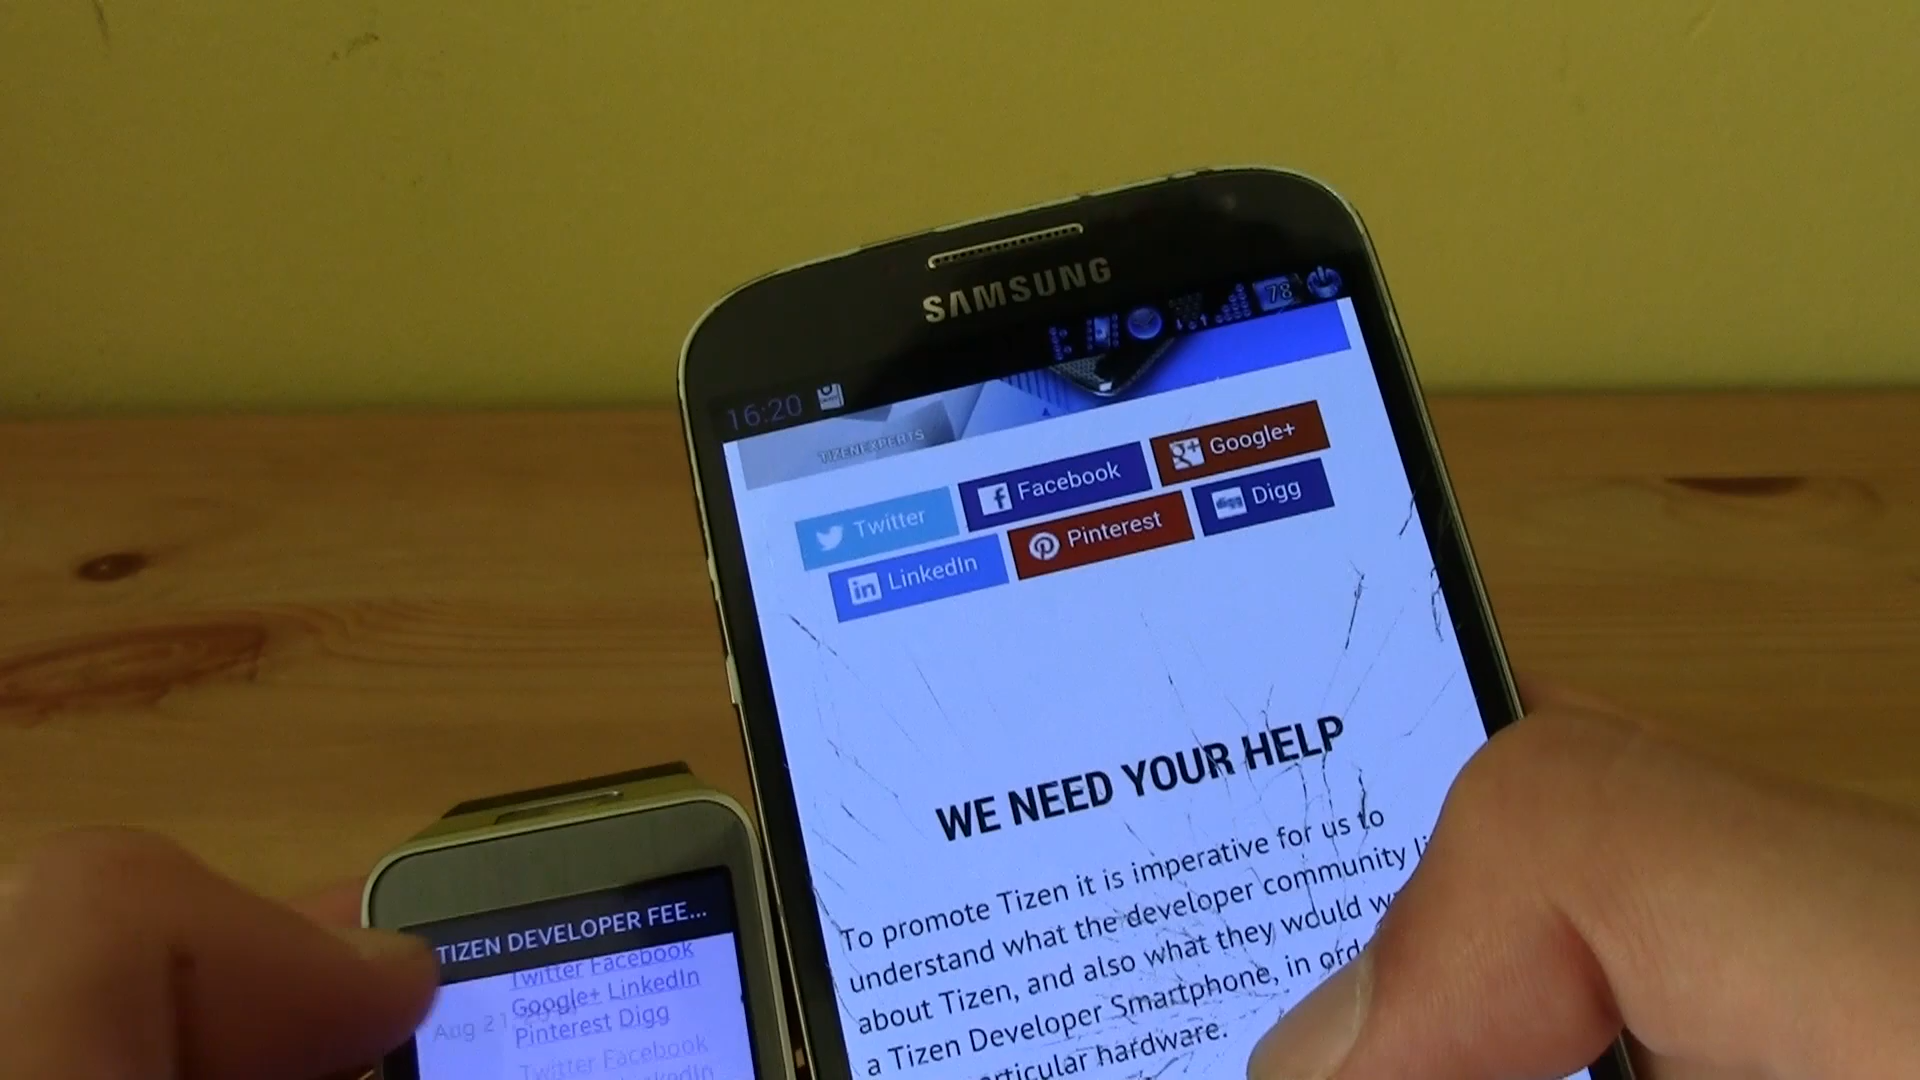 SAMSUNG
16:20
78
TIZENEXPERTS
Twitter
Facebook
Google+
LinkedIn
Pinterest
Digg
WE NEED YOUR HELP
To promote Tizen it is imperative for us to
understand what the developer community
about Tizen, and also what they would
a Tizen Developer Smartphone, in
hardware.
TIZEN DEVELOPER FEE...
Twitter Facebook
Google+ LinkedIn
Aug 21
Pinterest Digg
Twitter Facebook